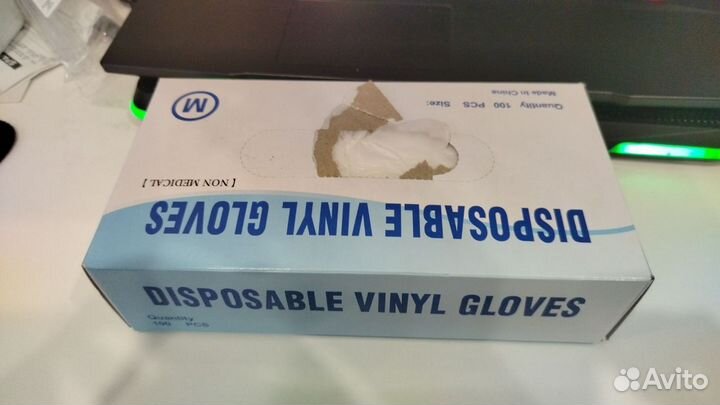 M
Quantity 100 PCS Size:
Made in China
[ NON MEDICAL ]
DISPOSABLE VINYL GLOVES
DISPOSABLE VINYL GLOVES
Quantity
100 PCS
Avito